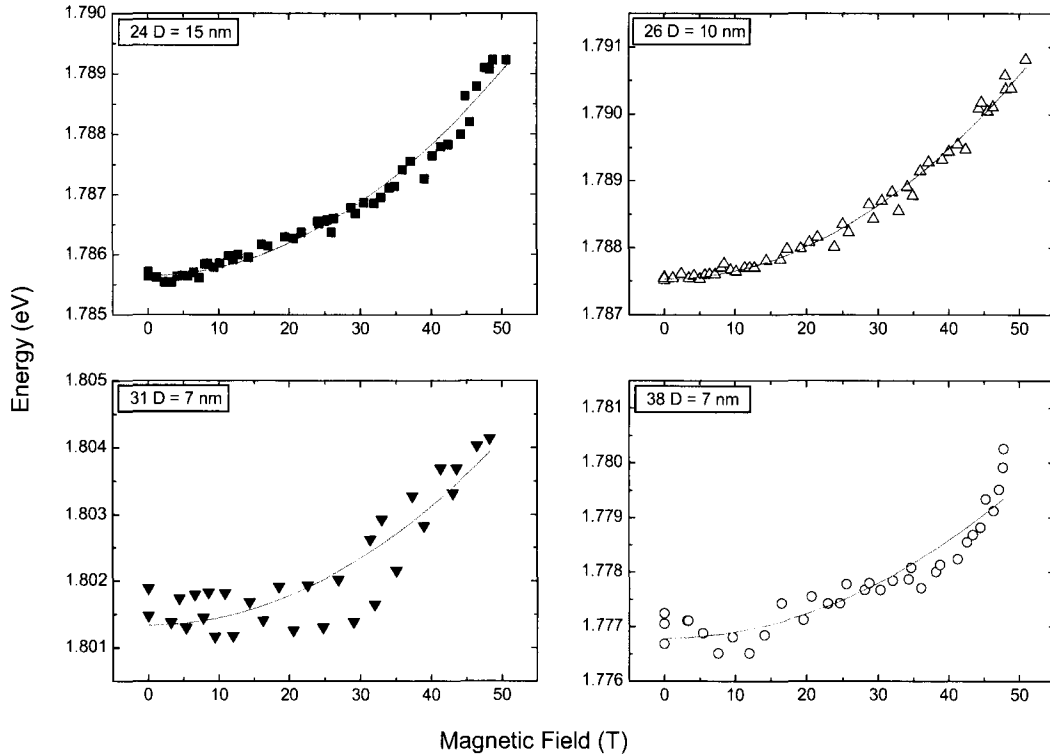 24 D = 15 nm
1.790
1.789
1.788
1.787
1.786
1.785
0 10 20 30 40 50
26 D = 10 nm
1.791
1.790
1.789
1.788
1.787
0 10 20 30 40 50
31 D = 7 nm
1.805
1.804
1.803
1.802
1.801
0 10 20 30 40 50
38 D = 7 nm
1.781
1.780
1.779
1.778
1.777
1.776
0 10 20 30 40 50
Energy (eV)
Magnetic Field (T)